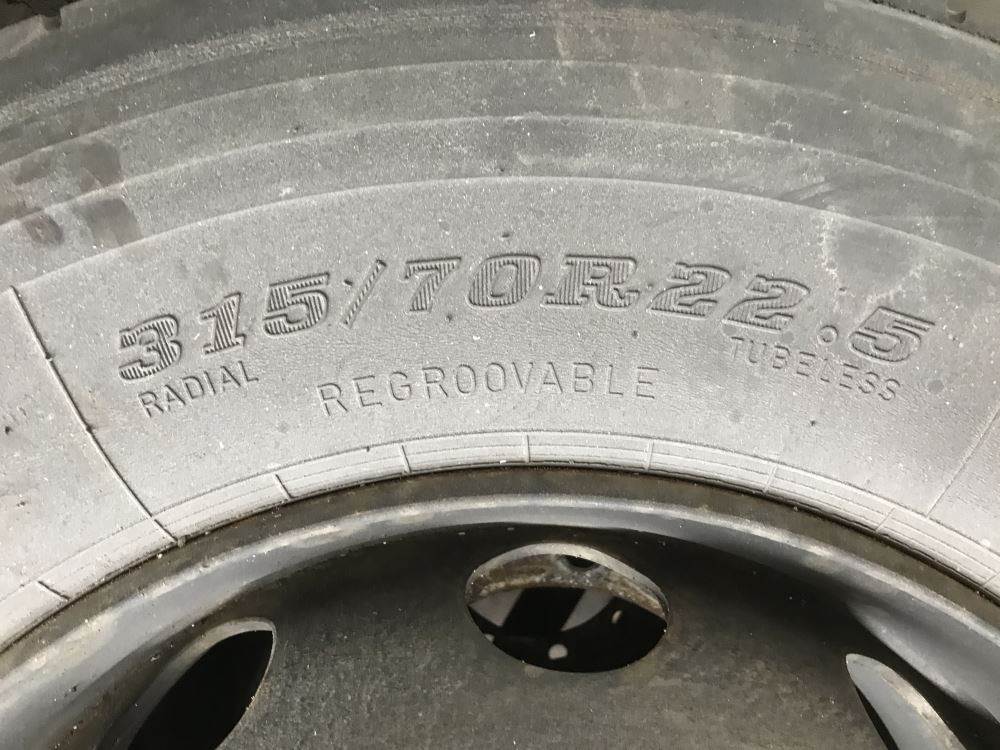 315/70R22.5
RADIAL
REGROOVABLE
TUBELESS